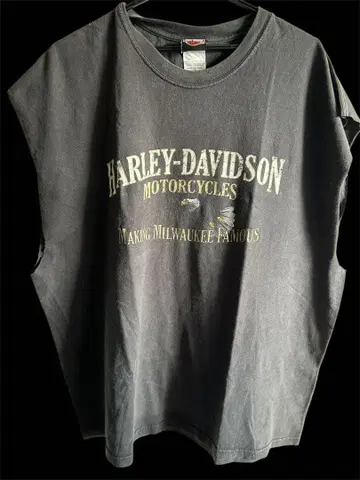 HARLEY-DAVIDSON
MOTORCYCLES
MAKING MILWAUKEE FAMOUS